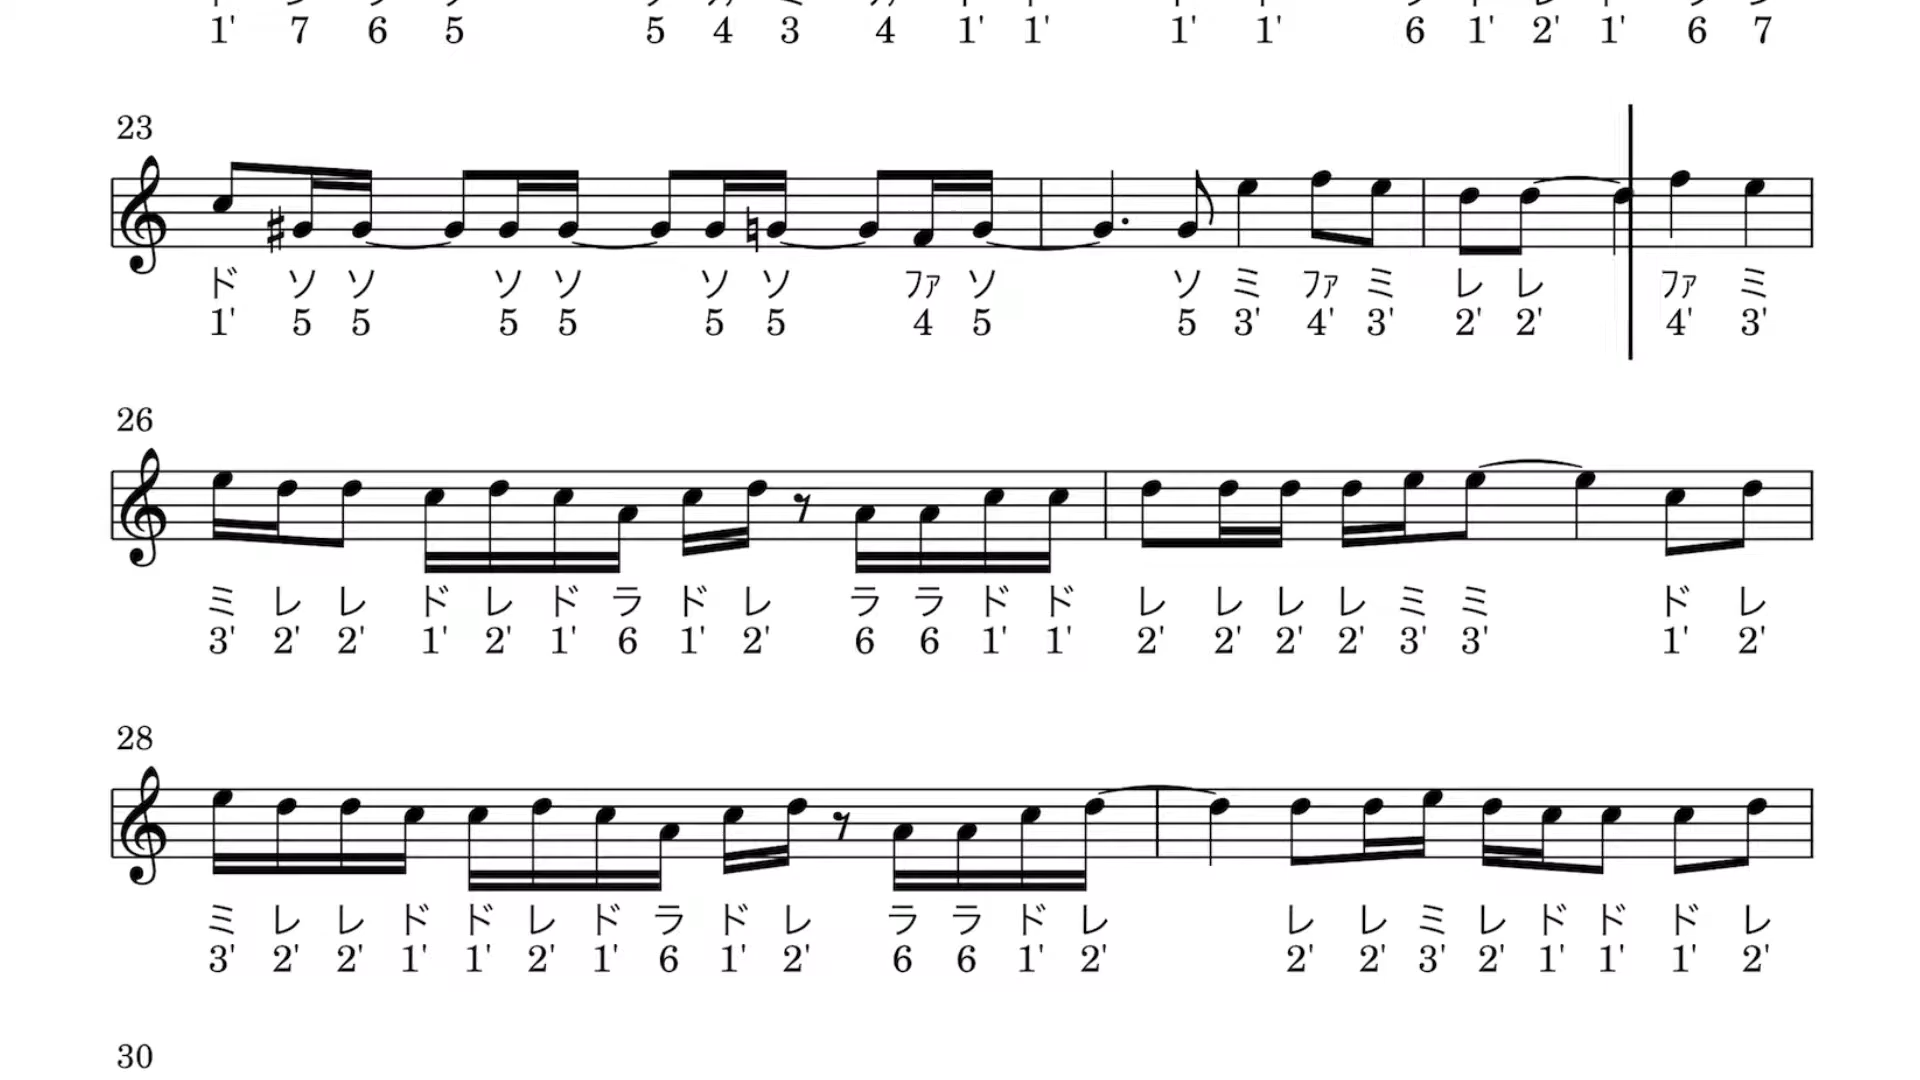 1' 7 6 5 5 4 3 4 1' 1' 1' 1' 6 1' 2' 1' 6 7
23
ド ソ ソ ソ ソ ソ ソ ファ ソ ソ ミ ファ ミ レ レ ファ ミ
1' 5 5 5 5 5 5 4 5 5 3' 4' 3' 2' 2' 4' 3'
26
ミ レ レ ド レ ド ラ ド レ ラ ラ ド ド レ レ レ レ ミ ミ ド レ
3' 2' 2' 1' 2' 1' 6 1' 2' 6 6 1' 1' 2' 2' 2' 2' 3' 3' 1' 2'
28
ミ レ レ ド ド レ ド ラ ド レ ラ ラ ド レ レ レ ミ レ ド ド ド レ
3' 2' 2' 1' 1' 2' 1' 6 1' 2' 6 6 1' 2' 2' 2' 3' 2' 1' 1' 1' 2'
30